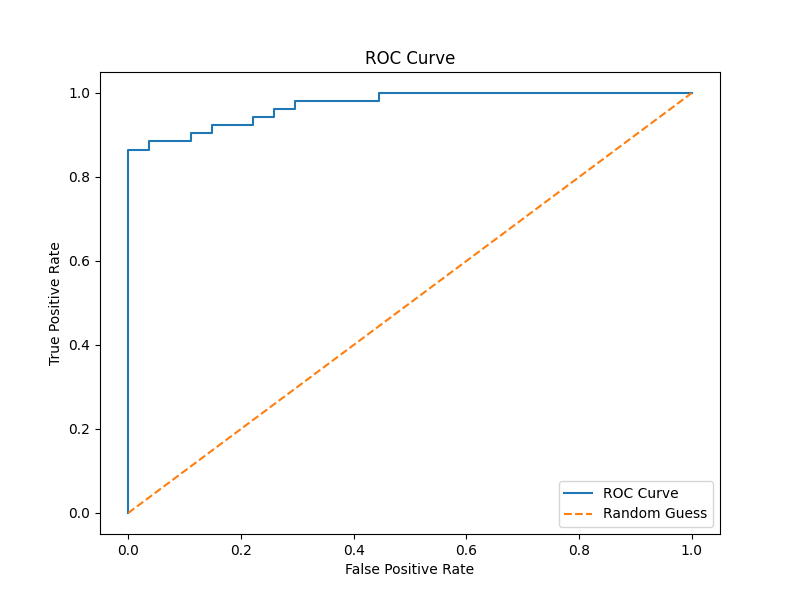 ROC Curve
1.0
0.8
0.6
0.4
0.2
0.0
True Positive Rate
0.0 0.2 0.4 0.6 0.8 1.0
False Positive Rate
ROC Curve
Random Guess